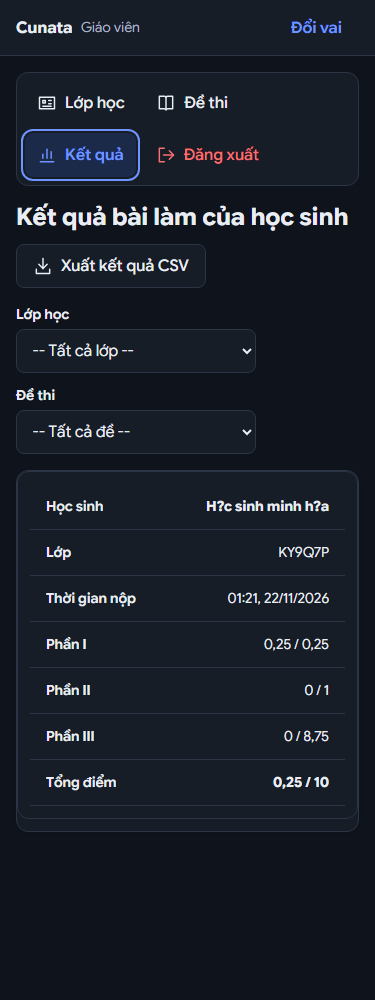 Cunata Giáo viên Đổi vai
Lớp học Đề thi
Kết quả Đăng xuất
Kết quả bài làm của học sinh
Xuất kết quả CSV
Lớp học
-- Tất cả lớp --
Đề thi
-- Tất cả đề --
Học sinh H?c sinh minh h?a
Lớp KY9Q7P
Thời gian nộp 01:21, 22/11/2026
Phần I 0,25 / 0,25
Phần II 0 / 1
Phần III 0 / 8,75
Tổng điểm 0,25 / 10